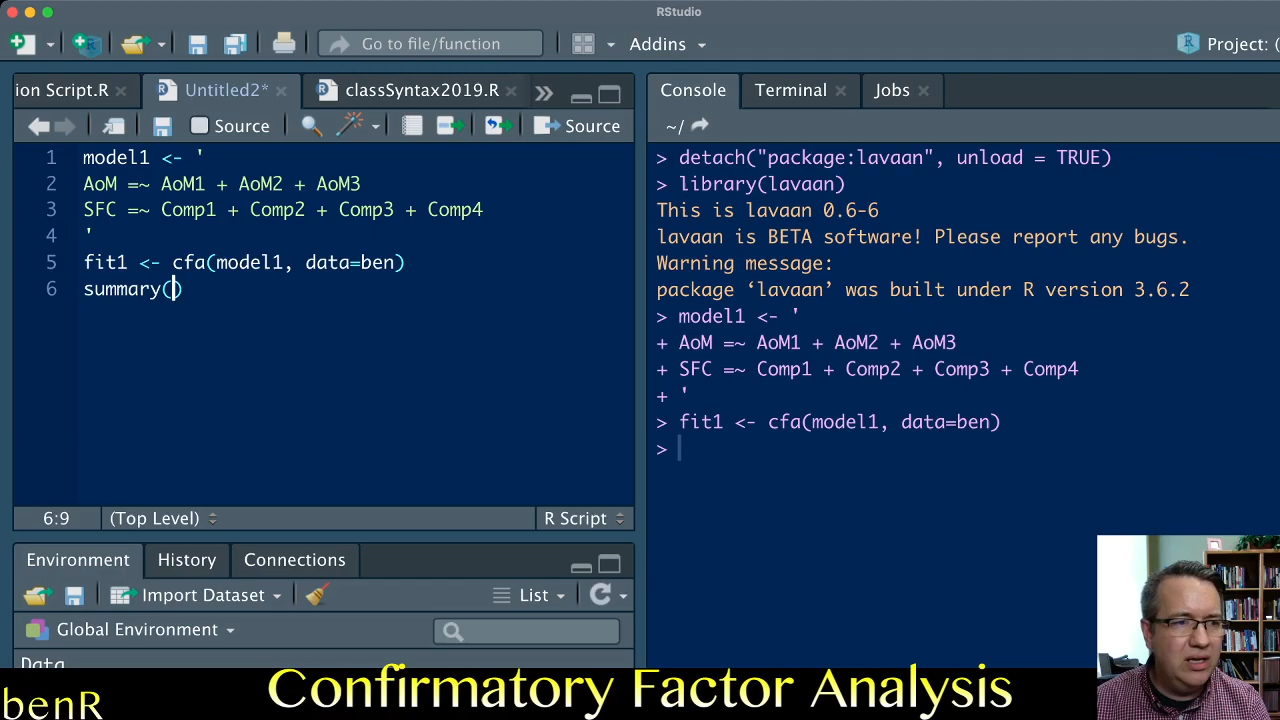 RStudio
Go to file/function
Addins
Project: (
ion Script.R
Untitled2*
classSyntax2019.R
Source
Source
1 model1 <- '
2 AoM =~ AoM1 + AoM2 + AoM3
3 SFC =~ Comp1 + Comp2 + Comp3 + Comp4
4 '
5 fit1 <- cfa(model1, data=ben)
6 summary()
6:9 (Top Level) R Script
Environment History Connections
Import Dataset List
Global Environment
Data
Console Terminal Jobs
~/
> detach("package:lavaan", unload = TRUE)
> library(lavaan)
This is lavaan 0.6-6
lavaan is BETA software! Please report any bugs.
Warning message:
package ‘lavaan’ was built under R version 3.6.2
> model1 <- '
+ AoM =~ AoM1 + AoM2 + AoM3
+ SFC =~ Comp1 + Comp2 + Comp3 + Comp4
+ '
> fit1 <- cfa(model1, data=ben)
>
benR
Confirmatory Factor Analysis